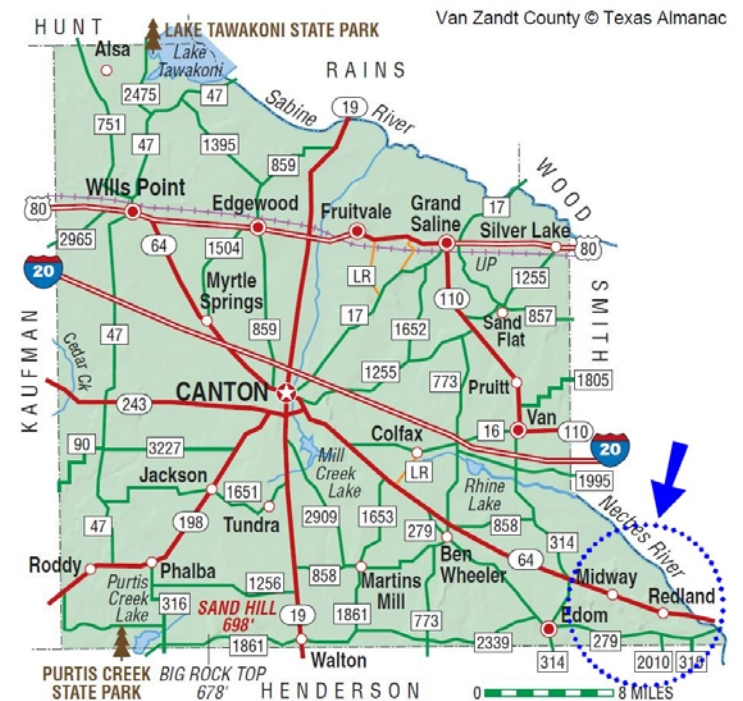 Van Zandt County © Texas Almanac
HUNT
LAKE TAWAKONI STATE PARK
Alsa
Lake
Tawakoni
RAINS
2475
47
19
Sabine River
751
47
1395
859
WOOD
Wills Point
Edgewood
Fruitvale
Grand
Saline
17
Silver Lake
80
80
2965
64
1504
UP
20
LR
1255
Myrtle
Springs
110
SMITH
47
859
17
1652
Sand
Flat
857
KAUFMAN
Cedar Ck
1255
773
Pruitt
1805
CANTON
243
Van
16
110
Colfax
20
90
3227
Mill
Creek
Lake
LR
Rhine
Lake
1995
Jackson
1651
Neches River
Tundra
2909
1653
279
858
314
47
198
Ben
Wheeler
64
Roddy
Phalba
Midway
Purtis
Creek
Lake
1256
858
Martins
Mill
Redland
316
SAND HILL
698'
19
1861
773
Edom
279
1861
2339
Walton
314
2010
315
PURTIS CREEK
STATE PARK
BIG ROCK TOP
678'
HENDERSON
0
8 MILES